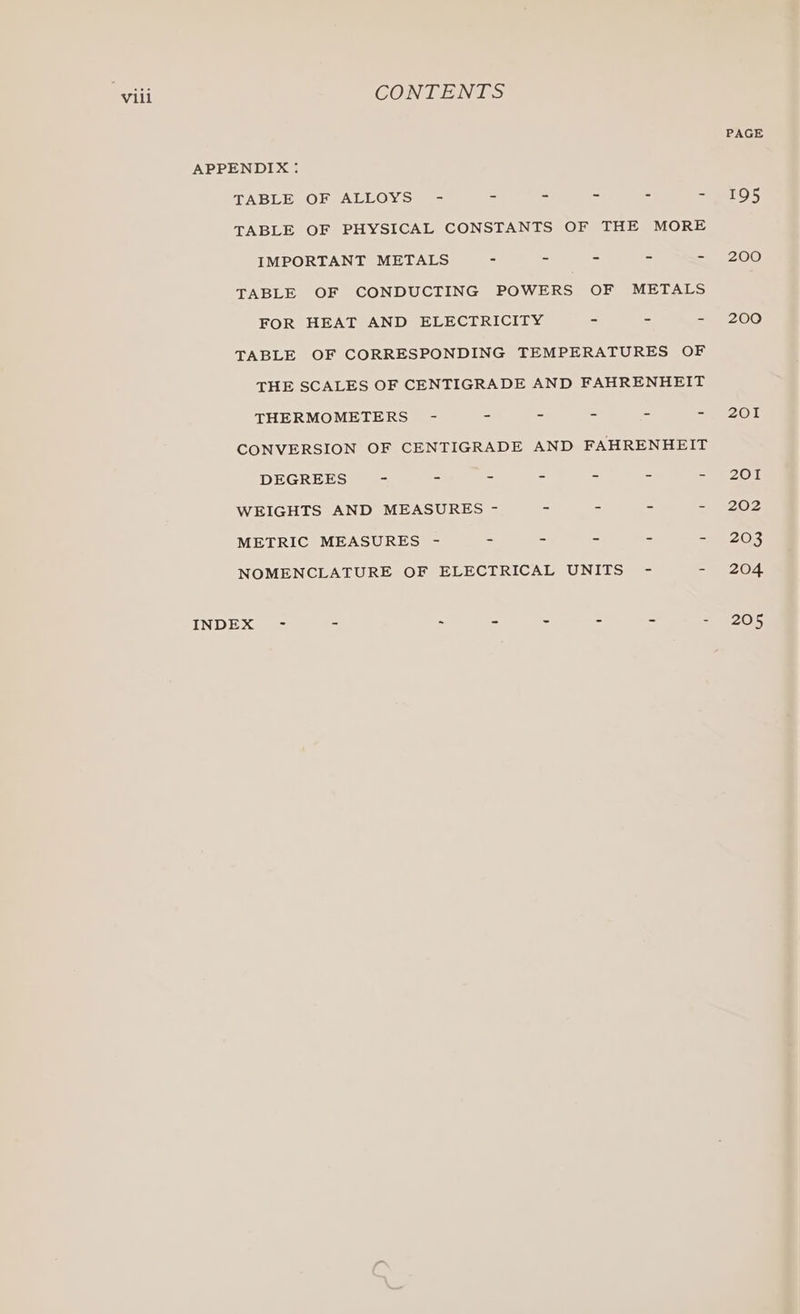 viii CONTENTS
PAGE
APPENDIX:
TABLE OF ALLOYS - - - - - - 195
TABLE OF PHYSICAL CONSTANTS OF THE MORE
IMPORTANT METALS - - - - - 200
TABLE OF CONDUCTING POWERS OF METALS
FOR HEAT AND ELECTRICITY - - - 200
TABLE OF CORRESPONDING TEMPERATURES OF
THE SCALES OF CENTIGRADE AND FAHRENHEIT
THERMOMETERS - - - - - - 201
CONVERSION OF CENTIGRADE AND FAHRENHEIT
DEGREES - - - - - - - 201
WEIGHTS AND MEASURES - - - - - 202
METRIC MEASURES - - - - - - 203
NOMENCLATURE OF ELECTRICAL UNITS - - 204
INDEX - - - - - - - - 205